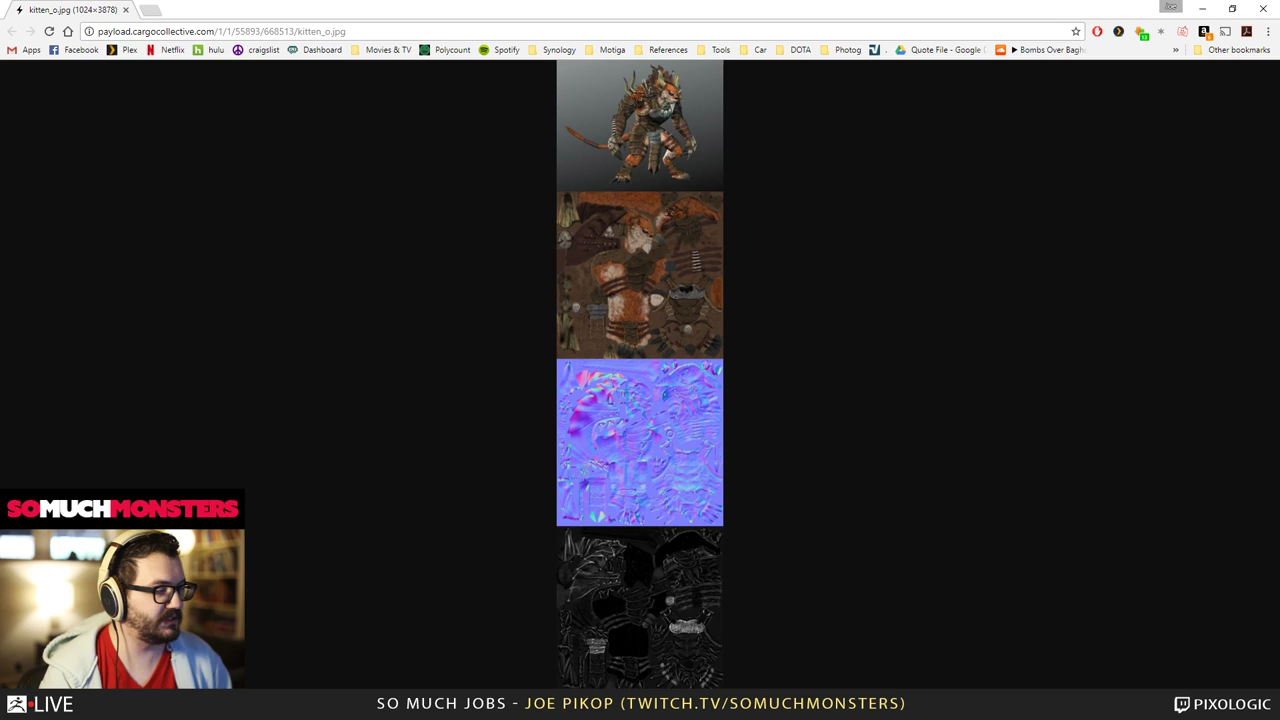 kitten_o.jpg (1024×3878)
payload.cargocollective.com/1/1/55893/668513/kitten_o.jpg
Apps Facebook Plex Netflix hulu craigslist Dashboard Movies & TV Polycount Spotify Synology Motiga References Tools Car DOTA Photog Quote File - Google Bombs Over Bagh » Other bookmarks
SOMUCHMONSTERS
LIVE SO MUCH JOBS - JOE PIKOP (TWITCH.TV/SOMUCHMONSTERS) PIXOLOGIC